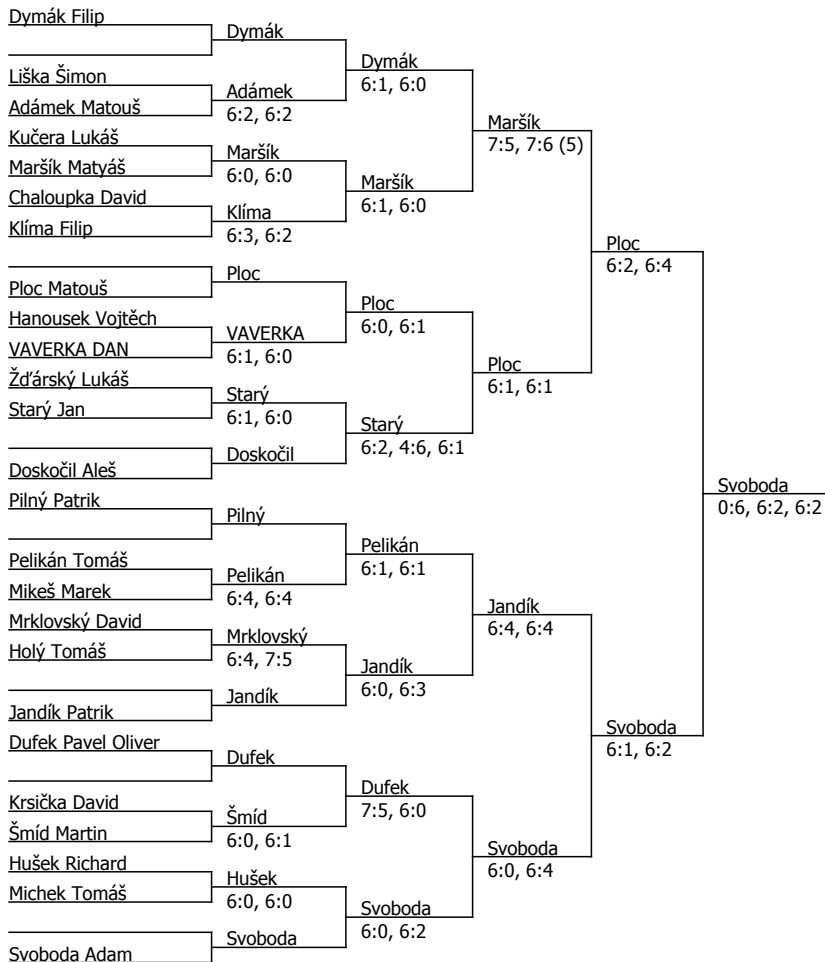 Dymák Filip
Dymák
Dymák
6:1, 6:0
Liška Šimon
Adámek
6:2, 6:2
Adámek Matouš
Maršík
7:5, 7:6 (5)
Kučera Lukáš
Maršík
6:0, 6:0
Maršík Matyáš
Maršík
6:1, 6:0
Chaloupka David
Klíma
6:3, 6:2
Klíma Filip
Ploc
6:2, 6:4
Ploc
Ploc Matouš
Ploc
6:0, 6:1
Hanousek Vojtěch
VAVERKA
6:1, 6:0
VAVERKA DAN
Ploc
6:1, 6:1
Žďárský Lukáš
Starý
6:1, 6:0
Starý Jan
Starý
6:2, 4:6, 6:1
Doskočil
Doskočil Aleš
Svoboda
0:6, 6:2, 6:2
Pilný Patrik
Pilný
Pelikán
6:1, 6:1
Pelikán Tomáš
Pelikán
6:4, 6:4
Mikeš Marek
Jandík
6:4, 6:4
Mrklovský David
Mrklovský
6:4, 7:5
Holý Tomáš
Jandík
6:0, 6:3
Jandík
Jandík Patrik
Svoboda
6:1, 6:2
Dufek Pavel Oliver
Dufek
Dufek
7:5, 6:0
Krsička David
Šmíd
6:0, 6:1
Šmíd Martin
Svoboda
6:0, 6:4
Hušek Richard
Hušek
6:0, 6:0
Michek Tomáš
Svoboda
6:0, 6:2
Svoboda
Svoboda Adam